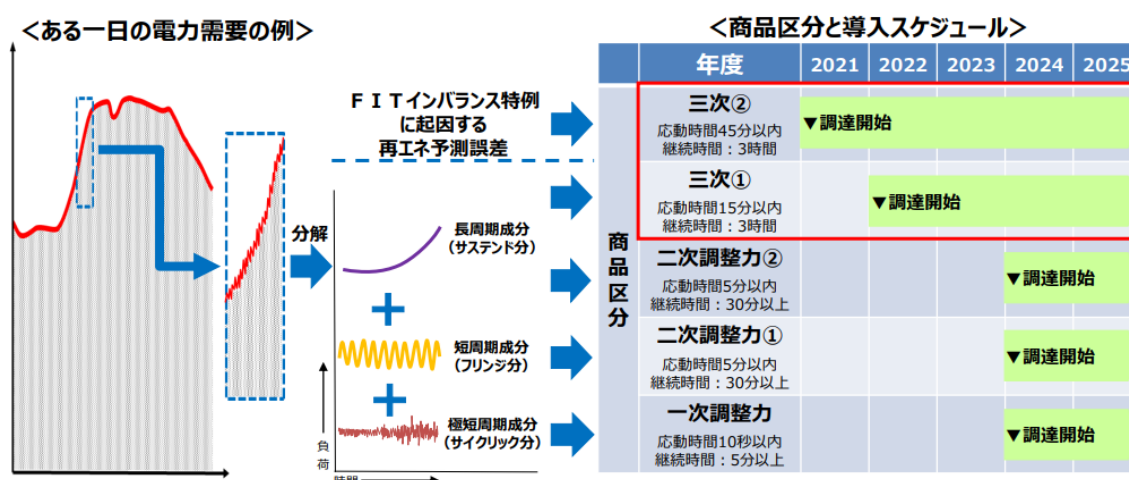 <ある一日の電力需要の例>
FITインバランス特例
に起因する
再エネ予測誤差
分解
長周期成分
(サステンド分)
短周期成分
(フリンジ分)
極短周期成分
(サイクリック分)
負荷
時間
<商品区分と導入スケジュール>
年度 2021 2022 2023 2024 2025
商品区分
三次②
応動時間45分以内
継続時間:3時間
▼調達開始
三次①
応動時間15分以内
継続時間:3時間
▼調達開始
二次調整力②
応動時間5分以内
継続時間:30分以上
▼調達開始
二次調整力①
応動時間5分以内
継続時間:30分以上
▼調達開始
一次調整力
応動時間10秒以内
継続時間:5分以上
▼調達開始